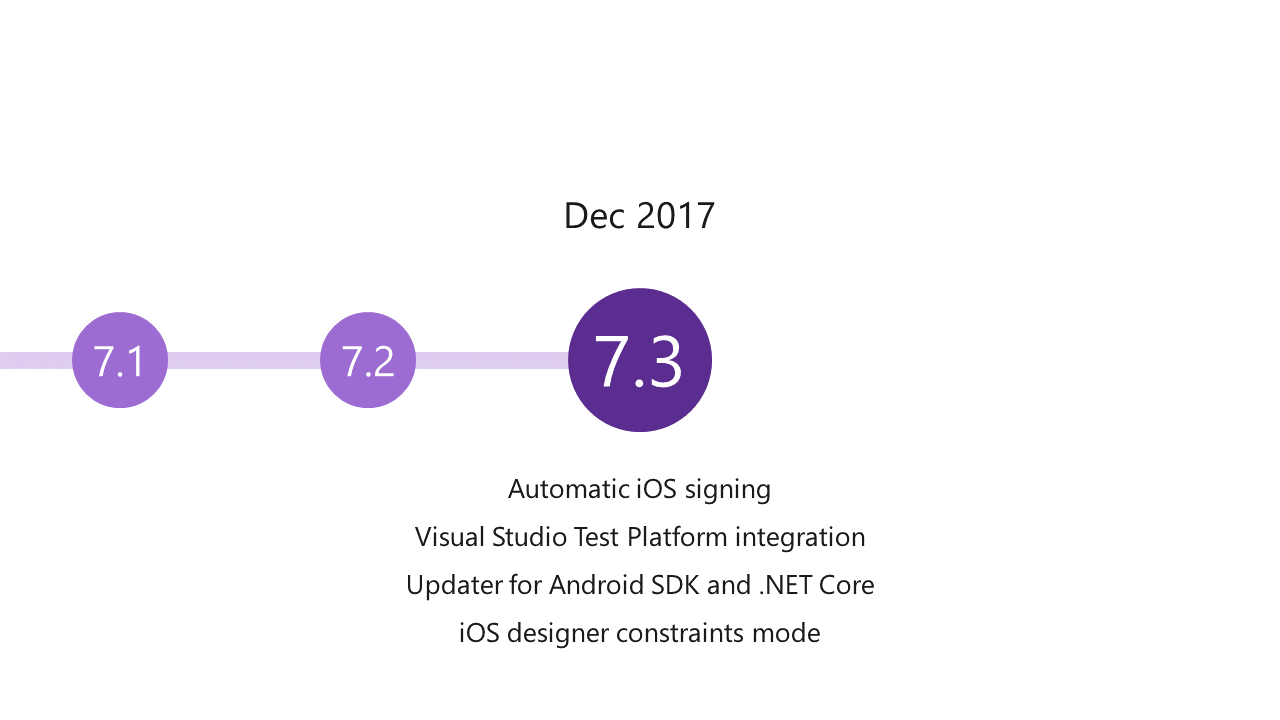 Dec 2017
7.1
7.2
7.3
Automatic iOS signing
Visual Studio Test Platform integration
Updater for Android SDK and .NET Core
iOS designer constraints mode